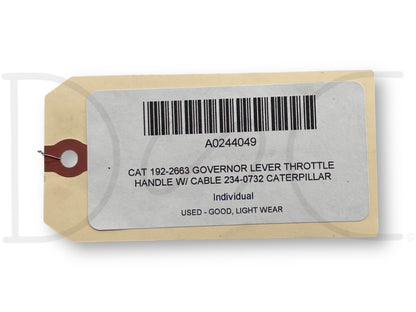 A0244049
CAT 192-2663 GOVERNOR LEVER THROTTLE
HANDLE W/ CABLE 234-0732 CATERPILLAR
Individual
USED - GOOD, LIGHT WEAR